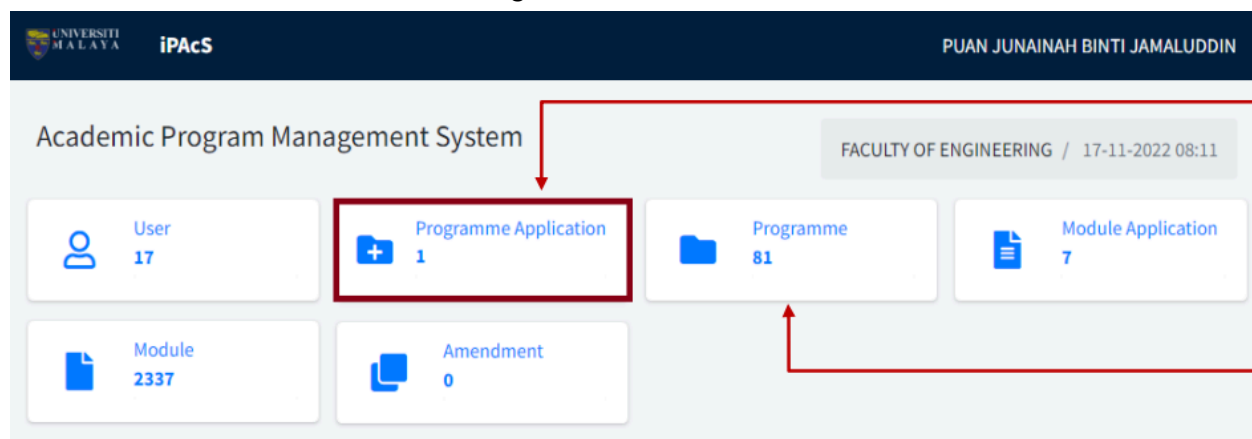 UNIVERSITI
MALAYA
iPAcS
PUAN JUNAINAH BINTI JAMALUDDIN
Academic Program Management System
FACULTY OF ENGINEERING / 17-11-2022 08:11
User
17
Programme Application
1
Programme
81
Module Application
7
Module
2337
Amendment
0